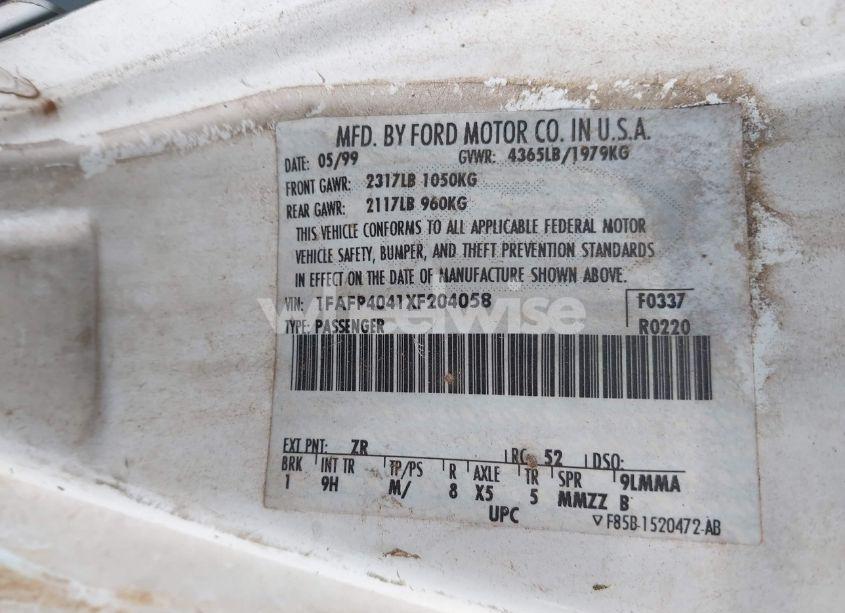 MFD. BY FORD MOTOR CO. IN U.S.A.
DATE: 05/99 GVWR: 4365LB/1979KG
FRONT GAWR: 2317LB 1050KG
REAR GAWR: 2117LB 960KG
THIS VEHICLE CONFORMS TO ALL APPLICABLE FEDERAL MOTOR
VEHICLE SAFETY, BUMPER, AND THEFT PREVENTION STANDARDS
IN EFFECT ON THE DATE OF MANUFACTURE SHOWN ABOVE.
VIN: 1FAFP4041XF204058 F0337
TYPE: PASSENGER R0220
wheelwise
EXT PNT: ZR RC: 52 DSO:
BRK INT TR TP/PS R AXLE TR SPR 9LMMA
1 9H M/ 8 X5 5 MMZZ B
UPC ▽F85B-1520472-AB